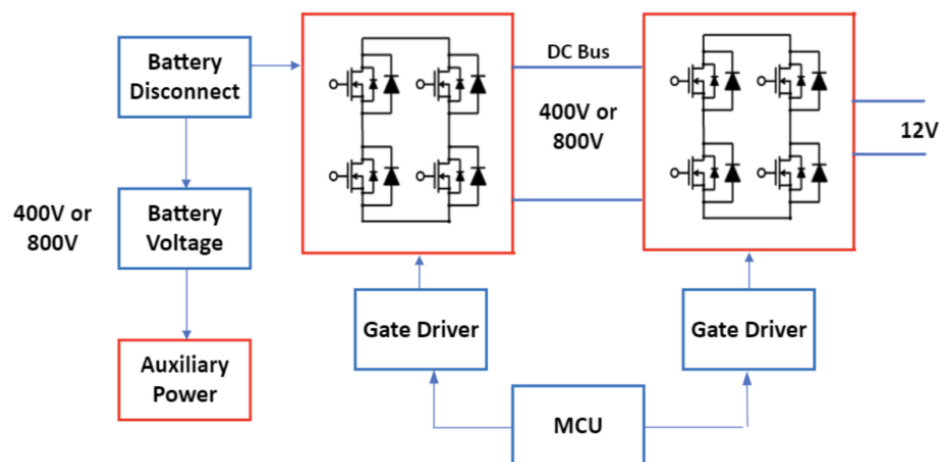 Battery
Disconnect
400V or
800V
Battery
Voltage
Auxiliary
Power
DC Bus
400V or
800V
12V
Gate Driver
Gate Driver
MCU